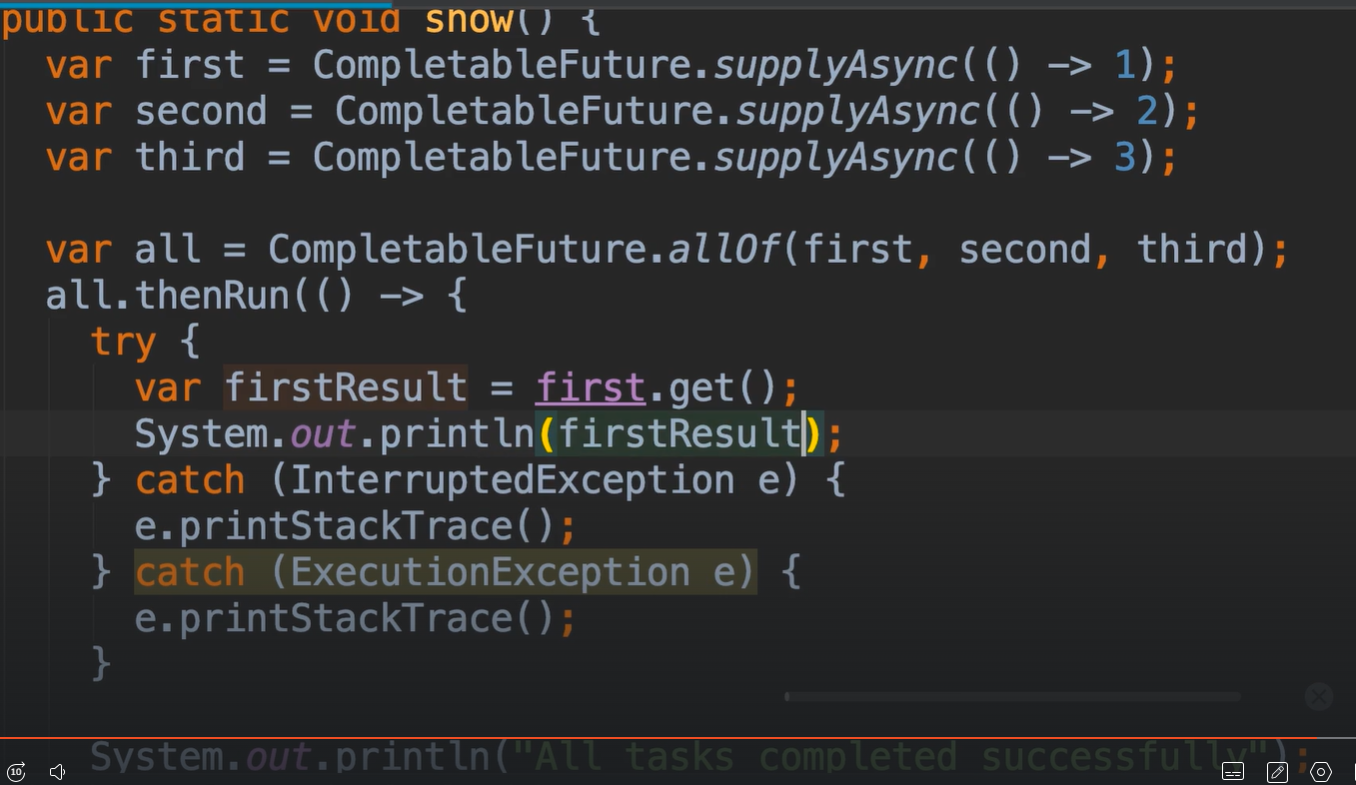 public static void show() {
var first = CompletableFuture.supplyAsync(() -> 1);
var second = CompletableFuture.supplyAsync(() -> 2);
var third = CompletableFuture.supplyAsync(() -> 3);
var all = CompletableFuture.allOf(first, second, third);
all.thenRun(() -> {
try {
var firstResult = first.get();
System.out.println(firstResult);
} catch (InterruptedException e) {
e.printStackTrace();
} catch (ExecutionException e) {
e.printStackTrace();
}
System.out.println("All tasks completed successfully");
10